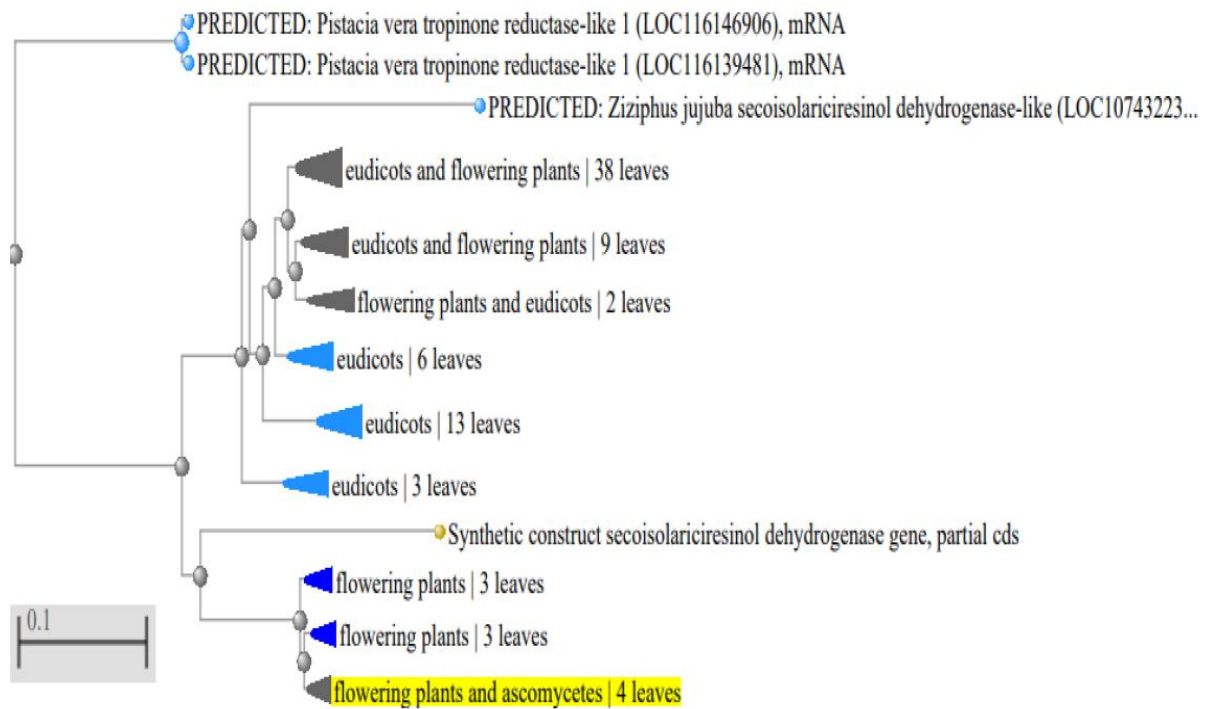 PREDICTED: Pistacia vera tropinone reductase-like 1 (LOC116146906), mRNA
PREDICTED: Pistacia vera tropinone reductase-like 1 (LOC116139481), mRNA
PREDICTED: Ziziphus jujuba secoisolariciresinol dehydrogenase-like (LOC10743223...
eudicots and flowering plants | 38 leaves
eudicots and flowering plants | 9 leaves
flowering plants and eudicots | 2 leaves
eudicots | 6 leaves
eudicots | 13 leaves
eudicots | 3 leaves
Synthetic construct secoisolariciresinol dehydrogenase gene, partial cds
flowering plants | 3 leaves
0.1
flowering plants | 3 leaves
flowering plants and ascomycetes | 4 leaves